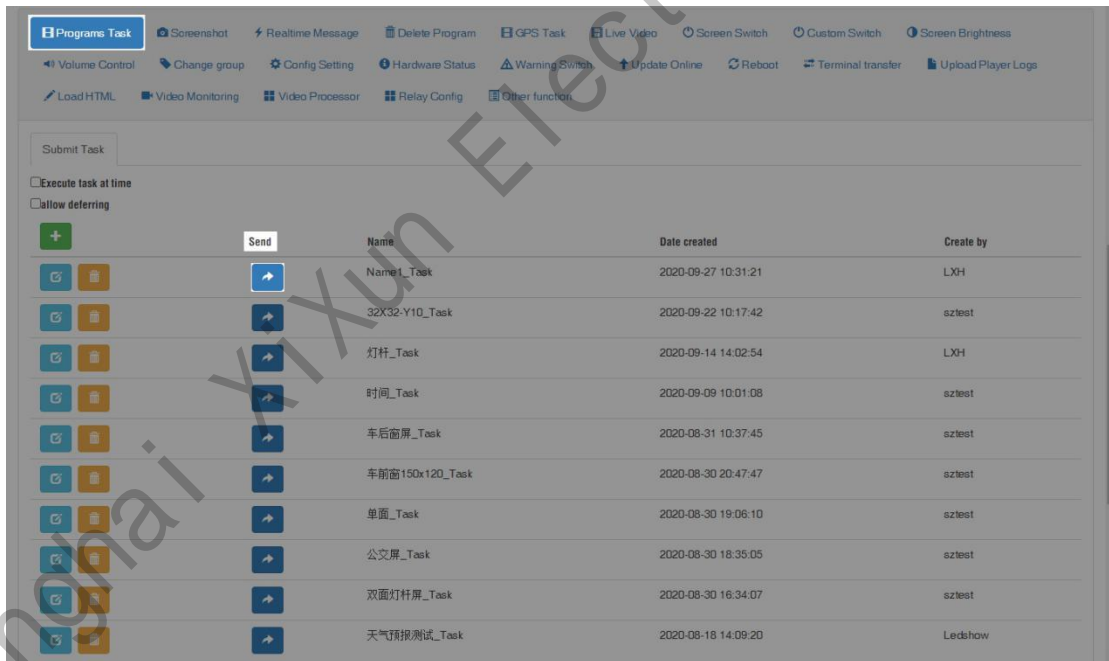 Programs Task Screenshot Realtime Message Delete Program GPS Task Live Video Screen Switch Custom Switch Screen Brightness
Volume Control Change group Config Setting Hardware Status Warning Switch Update Online Reboot Terminal transfer Upload Player Logs
Load HTML Video Monitoring Video Processor Relay Config Other function
Submit Task
Execute task at time
allow deferring
Send Name Date created Create by
Name1_Task 2020-09-27 10:31:21 LXH
32X32-Y10_Task 2020-09-22 10:17:42 sztest
灯杆_Task 2020-09-14 14:02:54 LXH
时间_Task 2020-09-09 10:01:08 sztest
车后窗屏_Task 2020-08-31 10:37:45 sztest
车前窗150x120_Task 2020-08-30 20:47:47 sztest
单面_Task 2020-08-30 19:06:10 sztest
公交屏_Task 2020-08-30 18:35:05 sztest
双面灯杆屏_Task 2020-08-30 16:34:07 sztest
天气预报测试_Task 2020-08-18 14:09:20 Ledshow
nghai XiXun Elect